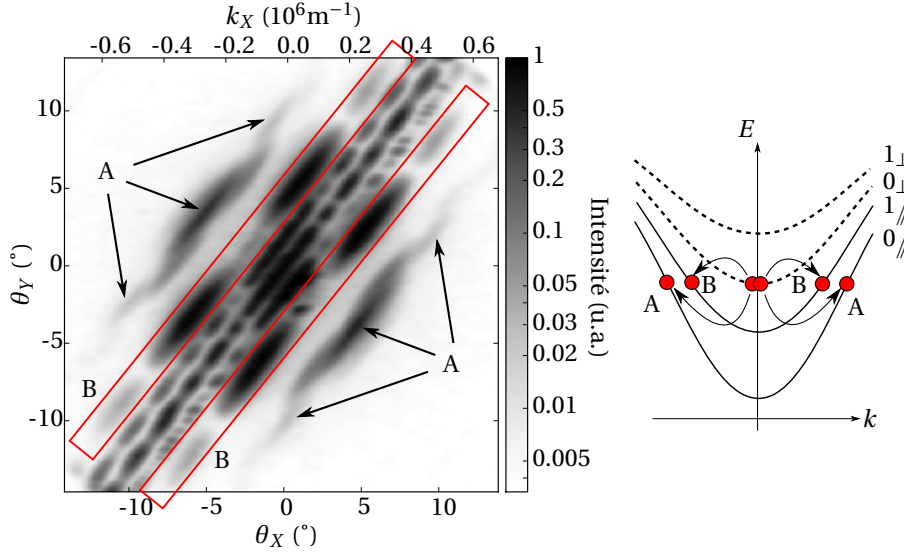 k_X (10^6 m^{-1})
-0.6 -0.4 -0.2 0.0 0.2 0.4 0.6
10
5
0
-5
-10
θ_Y (°)
-10 -5 0 5 10
θ_X (°)
A
A
B
B
1
0.5
0.3
0.2
0.1
0.05
0.03
0.02
0.01
0.005
Intensité (u.a.)
E
1⊥
0⊥
1//
0//
A B B A
k